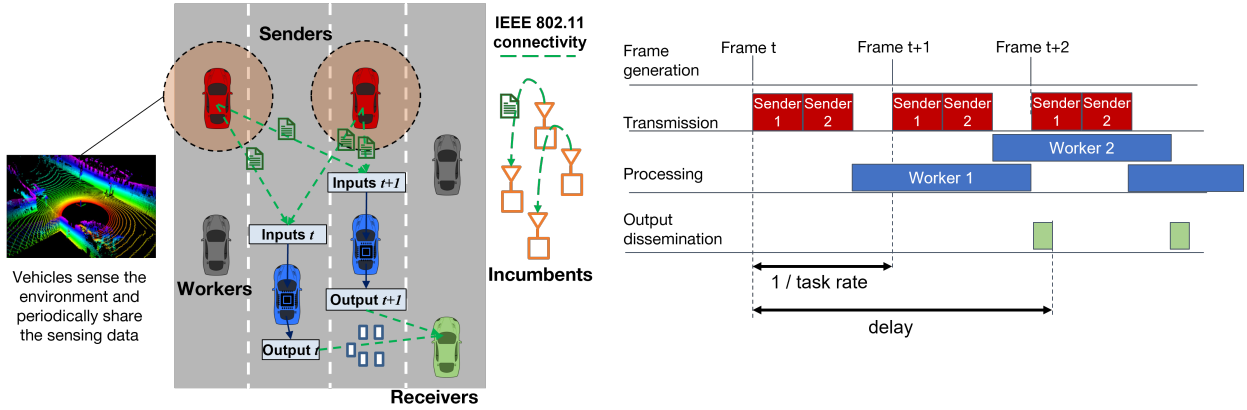 Senders
IEEE 802.11
connectivity
Inputs t+1
Inputs t
Workers
Output t+1
Output t
Receivers
Incumbents
Vehicles sense the
environment and
periodically share
the sensing data
Frame
generation
Frame t
Frame t+1
Frame t+2
Transmission
Sender
1
Sender
2
Sender
1
Sender
2
Sender
1
Sender
2
Processing
Worker 2
Worker 1
Output
dissemination
1 / task rate
delay